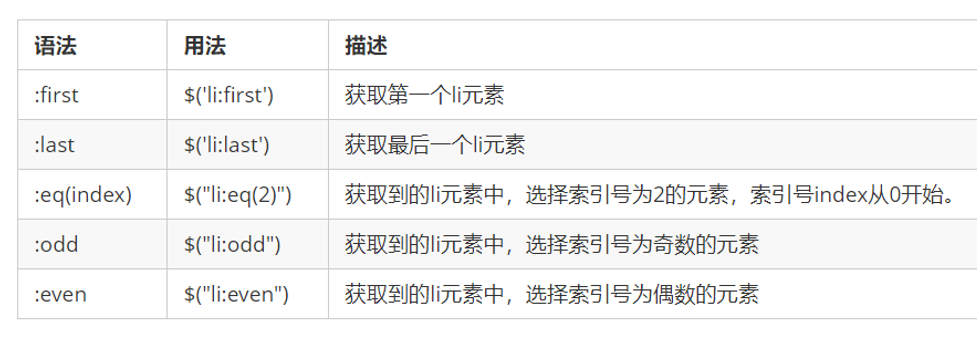 语法 用法 描述
:first $('li:first') 获取第一个li元素
:last $('li:last') 获取最后一个li元素
:eq(index) $("li:eq(2)") 获取到的li元素中，选择索引号为2的元素，索引号index从0开始。
:odd $("li:odd") 获取到的li元素中，选择索引号为奇数的元素
:even $("li:even") 获取到的li元素中，选择索引号为偶数的元素